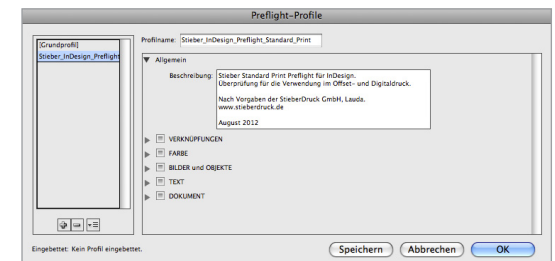 Preflight-Profile
[Grundprofil]
Stieber_InDesign_Preflight
Profilname: Stieber_InDesign_Preflight_Standard_Print
Allgemein
Beschreibung: Stieber Standard Print Preflight für InDesign.
Überprüfung für die Verwendung im Offset- und Digitaldruck.
Nach Vorgaben der StieberDruck GmbH, Lauda.
www.stieberdruck.de
August 2012
VERKNÜPFUNGEN
FARBE
BILDER und OBJEKTE
TEXT
DOKUMENT
Eingebettet: Kein Profil eingebettet.
Speichern Abbrechen OK